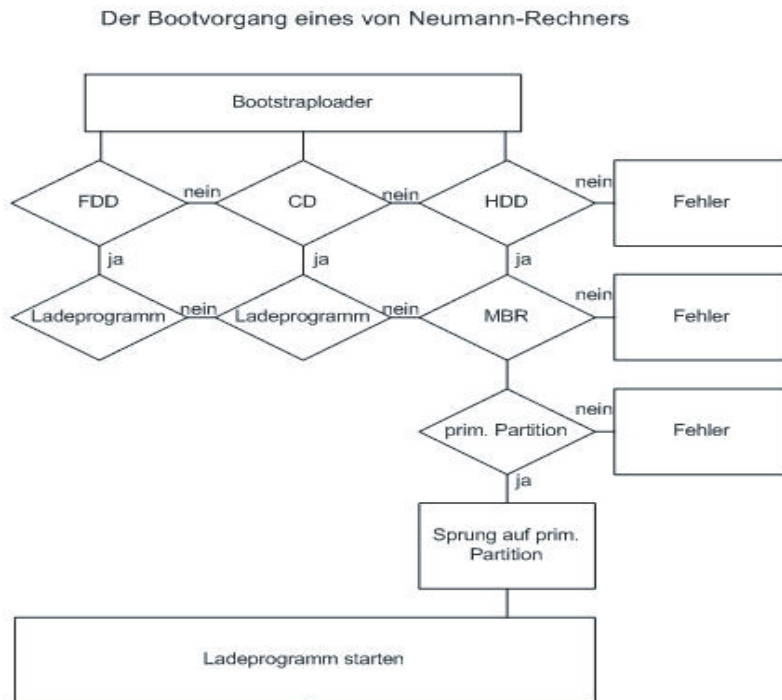 Der Bootvorgang eines von Neumann-Rechners
Bootstraploader
FDD
nein
CD
nein
HDD
nein
Fehler
ja
ja
ja
Ladeprogramm
nein
Ladeprogramm
nein
MBR
nein
Fehler
prim. Partition
nein
Fehler
ja
Sprung auf prim.
Partition
Ladeprogramm starten